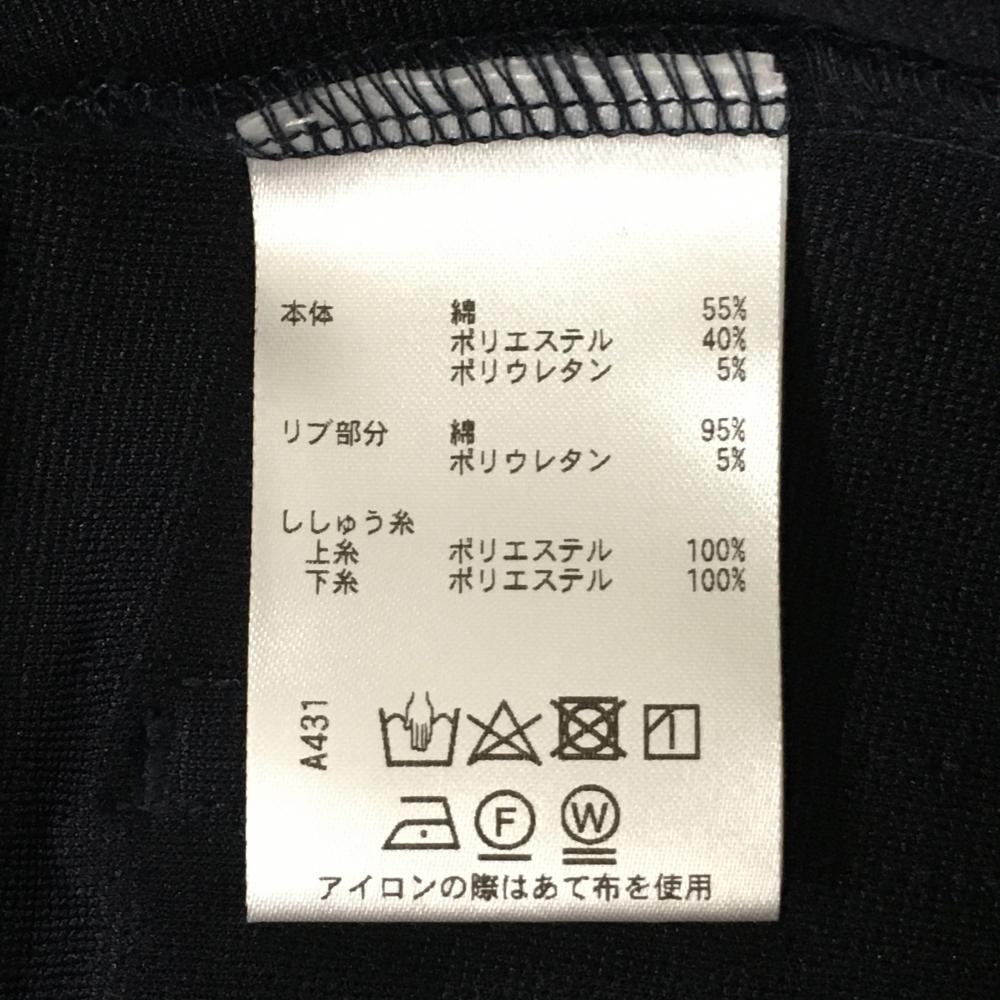 本体 綿 55%
ポリエステル 40%
ポリウレタン 5%
リブ部分 綿 95%
ポリウレタン 5%
ししゅう糸
上糸 ポリエステル 100%
下糸 ポリエステル 100%
A431
F W
アイロンの際はあて布を使用